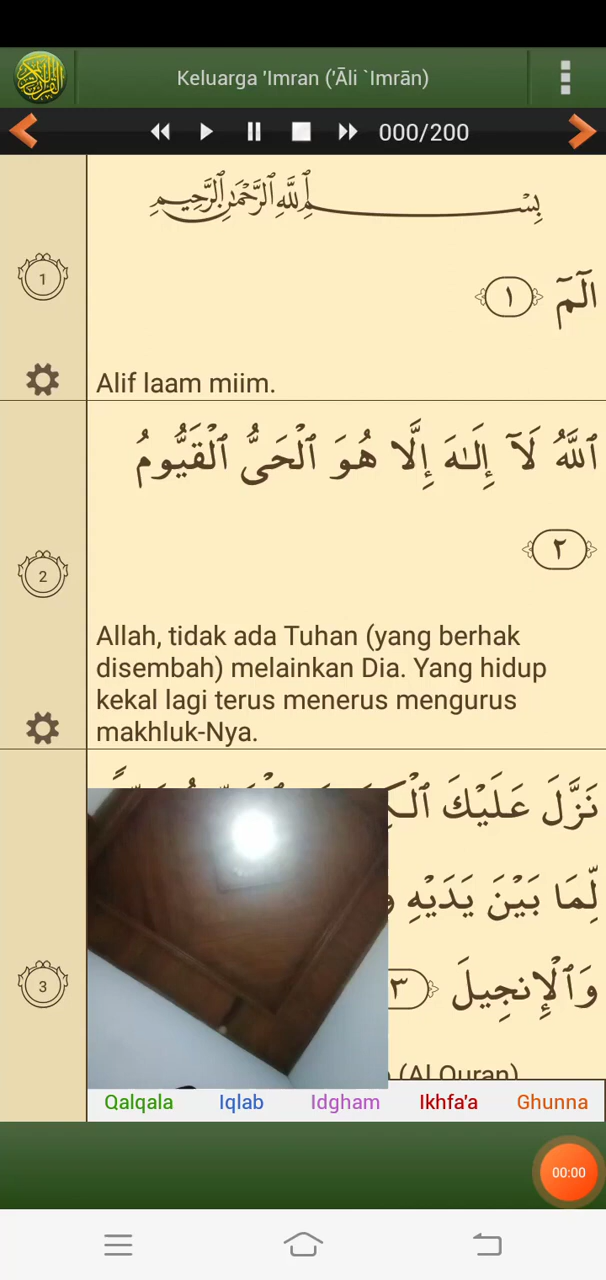 Keluarga 'Imran ('Āli `Imrān)
000/200
بِسْمِ ٱللَّهِ ٱلرَّحْمَٰنِ ٱلرَّحِيمِ
1
الٓمٓ ﴿١﴾
Alif laam miim.
ٱللَّهُ لَآ إِلَـٰهَ إِلَّا هُوَ ٱلْحَىُّ ٱلْقَيُّومُ
﴿٢﴾
2
Allah, tidak ada Tuhan (yang berhak
disembah) melainkan Dia. Yang hidup
kekal lagi terus menerus mengurus
makhluk-Nya.
نَزَّلَ عَلَيْكَ
لِّمَا بَيْنَ يَدَيْهِ
3
وَٱلْإِنجِيلَ ﴿٣
(Al Quran)
Qalqala Iqlab Idgham Ikhfa'a Ghunna
00:00